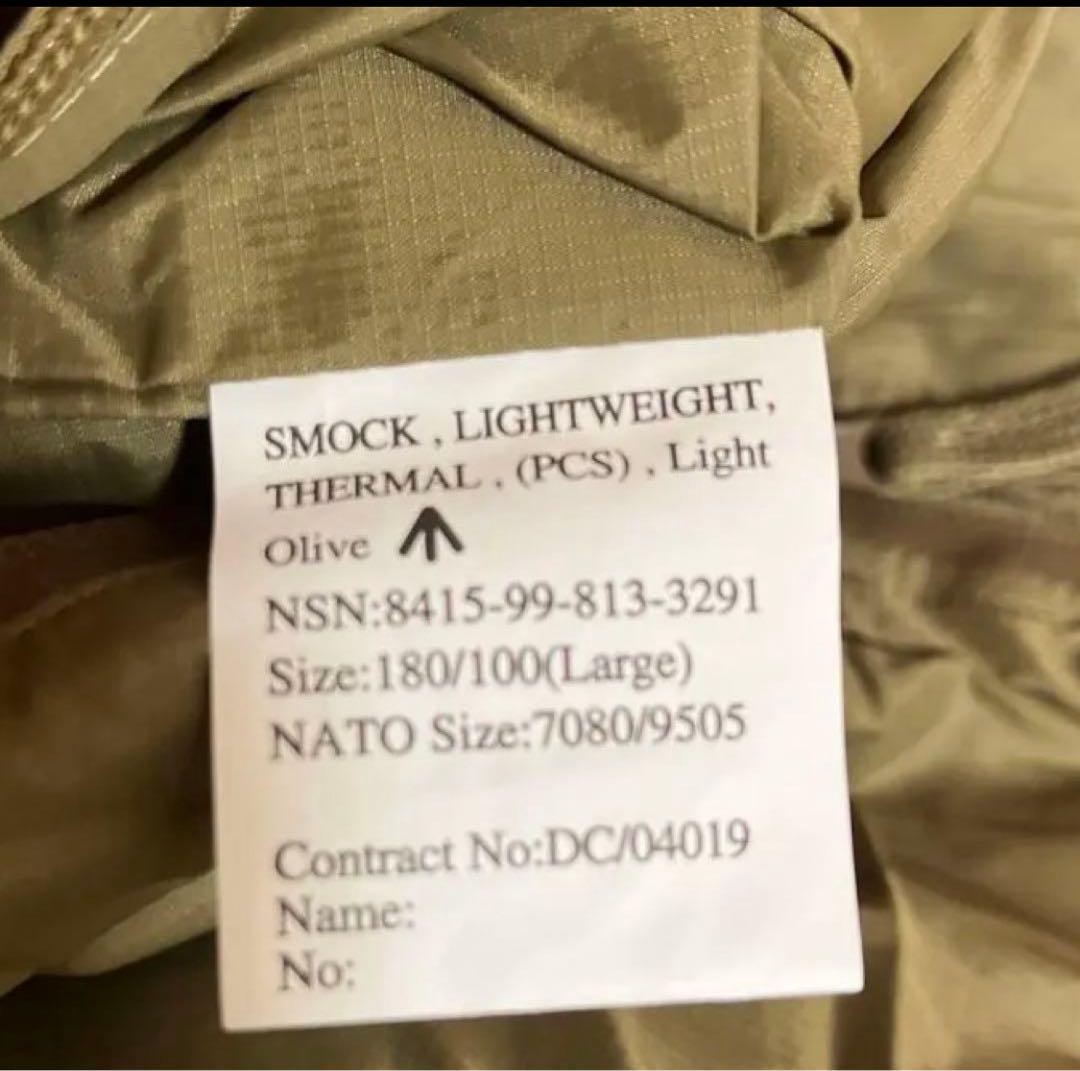 SMOCK , LIGHTWEIGHT,
THERMAL , (PCS) , Light
Olive
NSN:8415-99-813-3291
Size:180/100(Large)
NATO Size:7080/9505
Contract No:DC/04019
Name:
No: